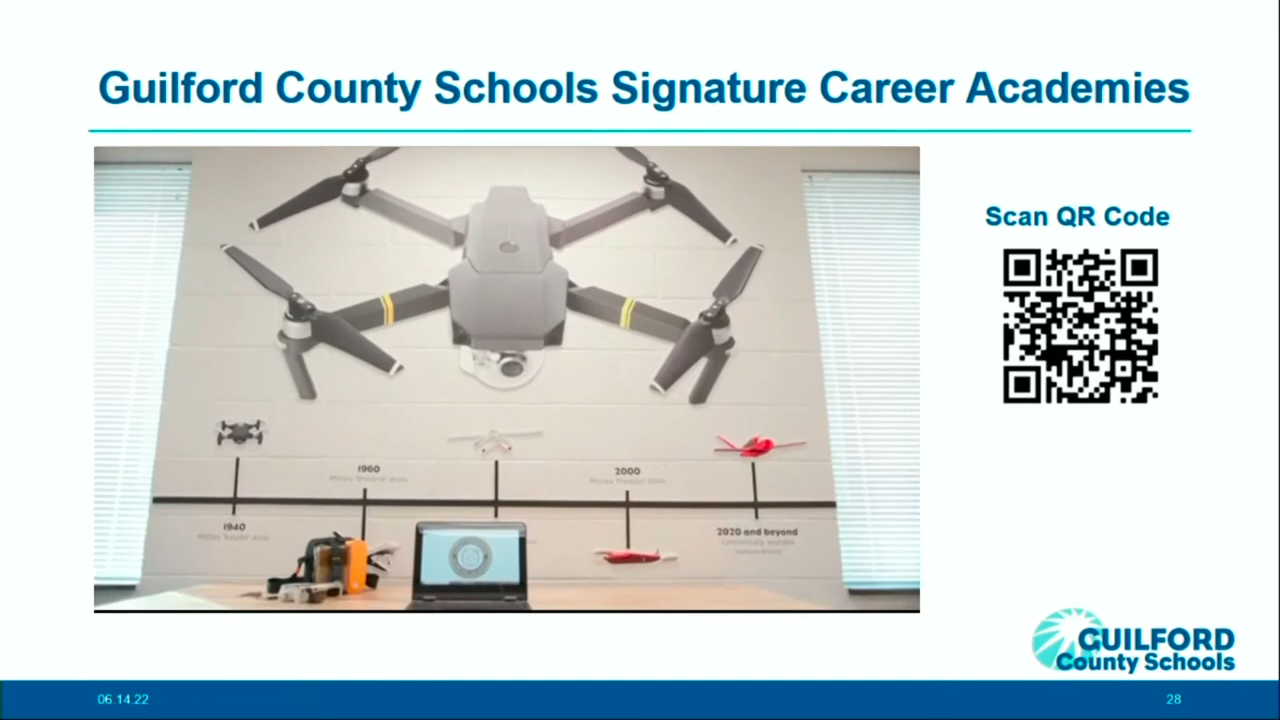 Guilford County Schools Signature Career Academies
Scan QR Code
1960
2000
1940
2020 and beyond
GUILFORD
County Schools
06.14.22
28